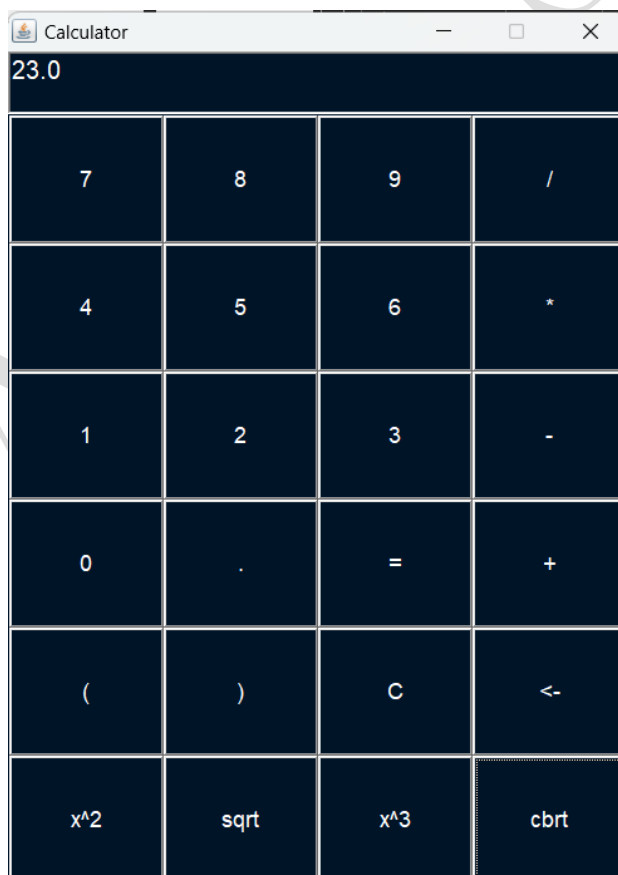 Calculator
23.0
7 8 9 /
4 5 6 *
1 2 3 -
0 . = +
( ) C <-
x^2 sqrt x^3 cbrt